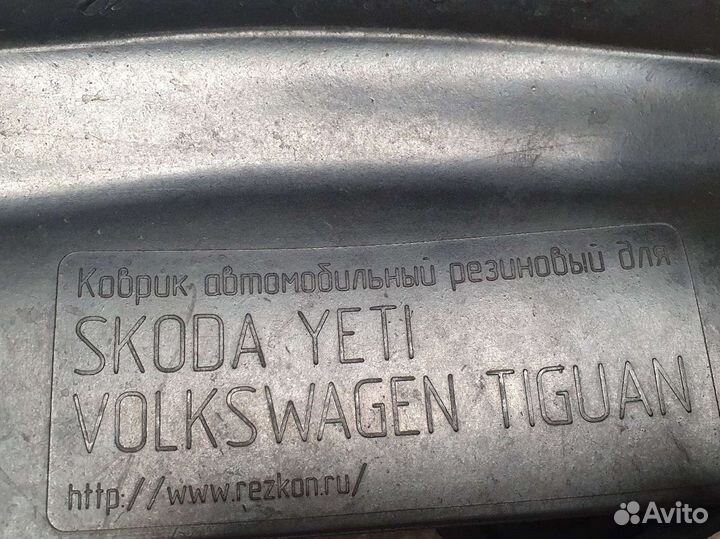 Коврик автомобильный резиновый для
SKODA YETI
VOLKSWAGEN TIGUAN
http://www.rezkon.ru/
Avito